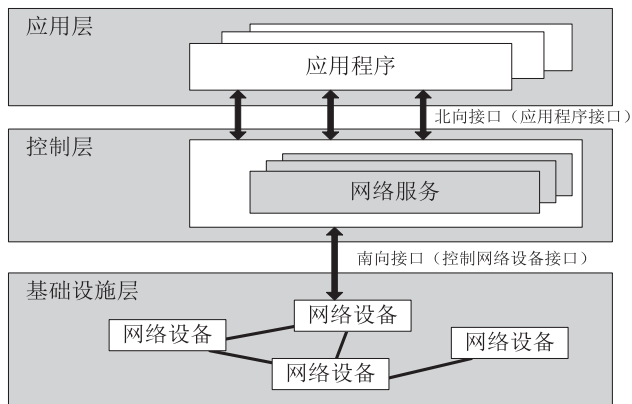 应用层
应用程序
北向接口（应用程序接口）
控制层
网络服务
南向接口（控制网络设备接口）
基础设施层
网络设备
网络设备
网络设备
网络设备